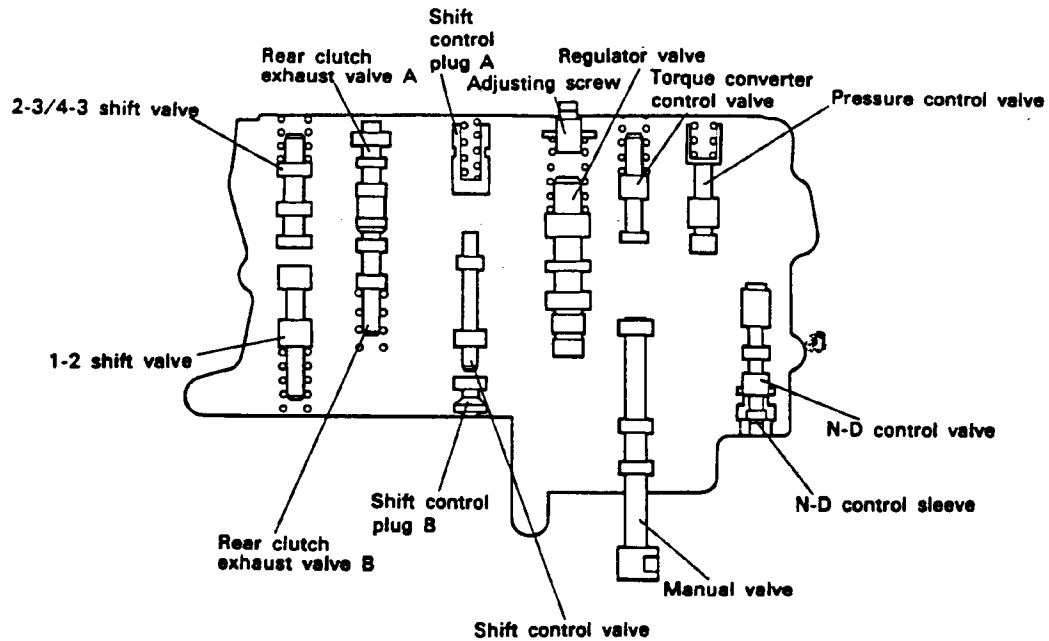 Shift
control
plug A
Rear clutch
exhaust valve A
Regulator valve
Adjusting screw
Torque converter
control valve
2-3/4-3 shift valve
Pressure control valve
1-2 shift valve
N-D control valve
N-D control sleeve
Shift control
plug B
Rear clutch
exhaust valve B
Manual valve
Shift control valve